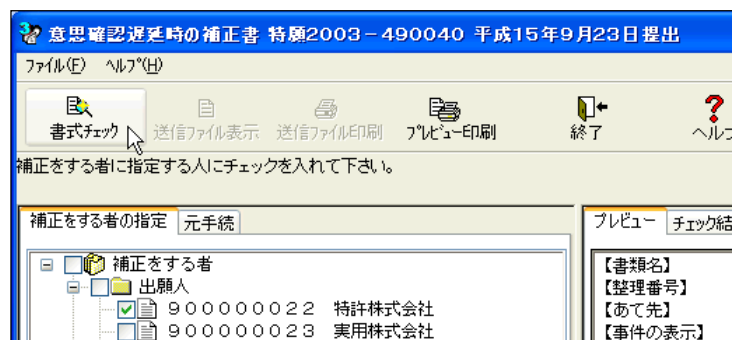 意思確認遅延時の補正書 特願2003－490040 平成15年9月23日提出
ﾌｧｲﾙ(F) ﾍﾙﾌﾟ(H)
書式ﾁｪｯｸ 送信ﾌｧｲﾙ表示 送信ﾌｧｲﾙ印刷 ﾌﾟﾚﾋﾞｭｰ印刷 終了 ヘルプ
補正をする者に指定する人にチェックを入れて下さい。
補正をする者の指定 元手続 プレビュー チェック結
補正をする者
出願人
９０００００００２２ 特許株式会社
９０００００００２３ 実用株式会社
【書類名】
【整理番号】
【あて先】
【事件の表示】